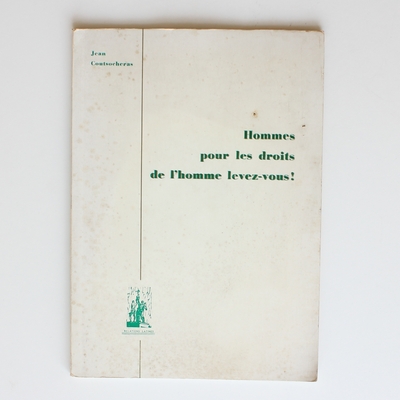 Jean
Coutsocheras
Hommes
pour les droits
de l'homme levez-vous!